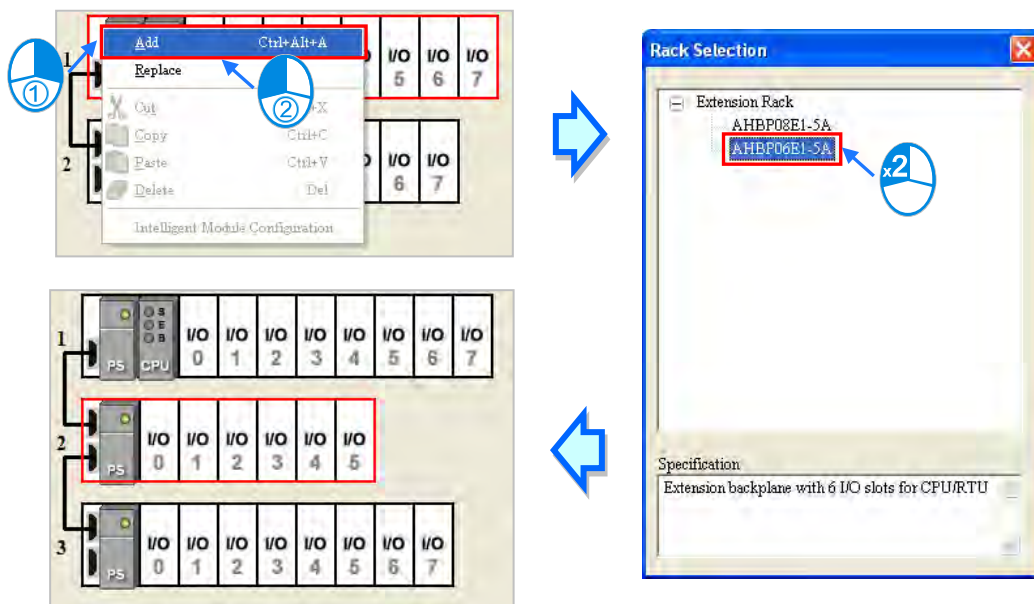 Add Ctrl+Alt+A
Replace
Cut +X
Copy Ctrl+C
Paste Ctrl+V
Delete Del
Intelligent Module Configuration
1
①
②
I/O I/O I/O
5 6 7
2
I/O I/O
6 7
Rack Selection
Extension Rack
AHBP08E1-5A
AHBP06E1-5A
x2
Specification
Extension backplane with 6 I/O slots for CPU/RTU
1
PS CPU
S
E
B
I/O I/O I/O I/O I/O I/O I/O I/O
0 1 2 3 4 5 6 7
2
PS
I/O I/O I/O I/O I/O I/O
0 1 2 3 4 5
3
PS
I/O I/O I/O I/O I/O I/O I/O I/O
0 1 2 3 4 5 6 7